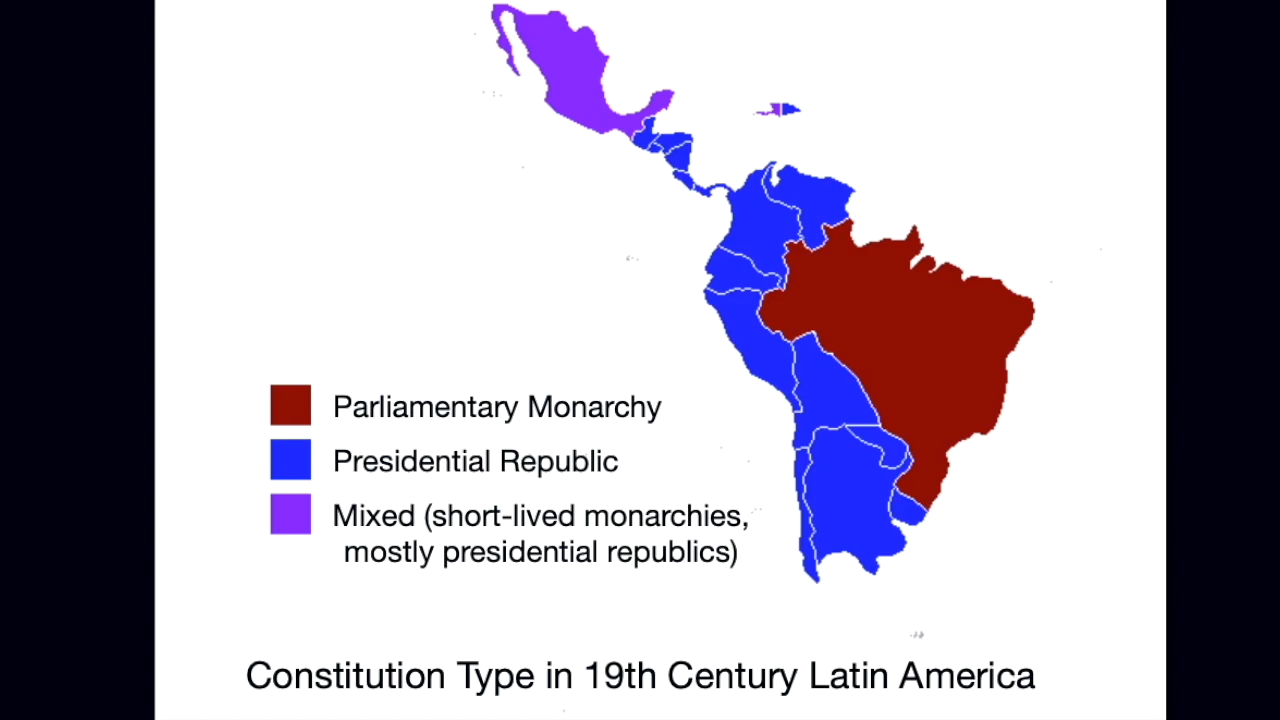 Parliamentary Monarchy
Presidential Republic
Mixed (short-lived monarchies,
mostly presidential republics)
Constitution Type in 19th Century Latin America